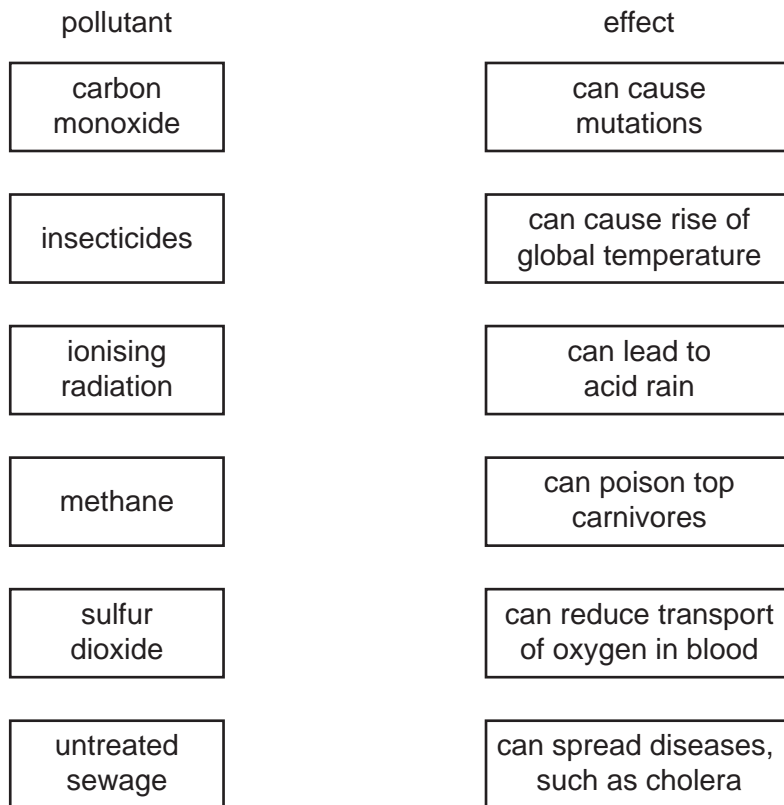 pollutant
effect
carbon
monoxide
can cause
mutations
insecticides
can cause rise of
global temperature
ionising
radiation
can lead to
acid rain
methane
can poison top
carnivores
sulfur
dioxide
can reduce transport
of oxygen in blood
untreated
sewage
can spread diseases,
such as cholera